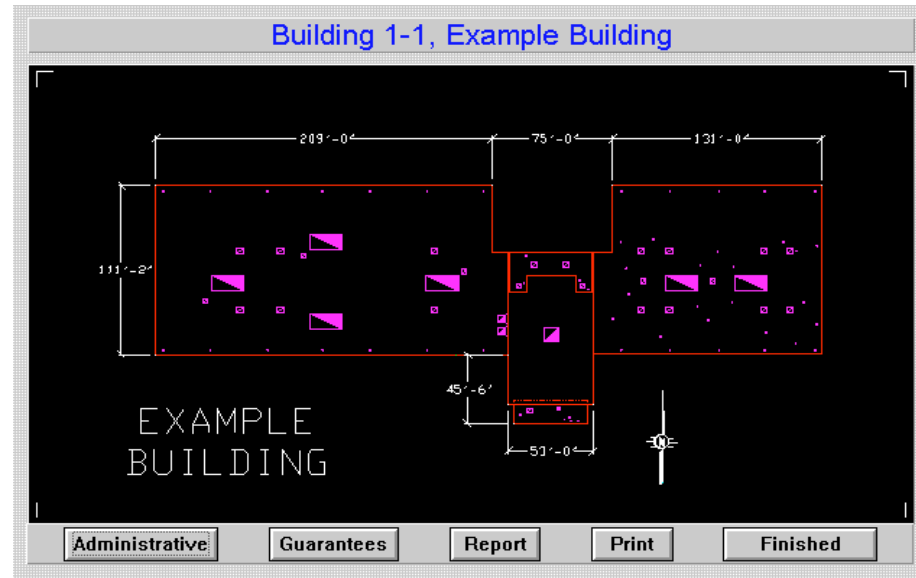 Building 1-1, Example Building
209'-0" 75'-0" 131'-0"
111'-2"
45'-6"
EXAMPLE
BUILDING
53'-0"
N
Administrative Guarantees Report Print Finished